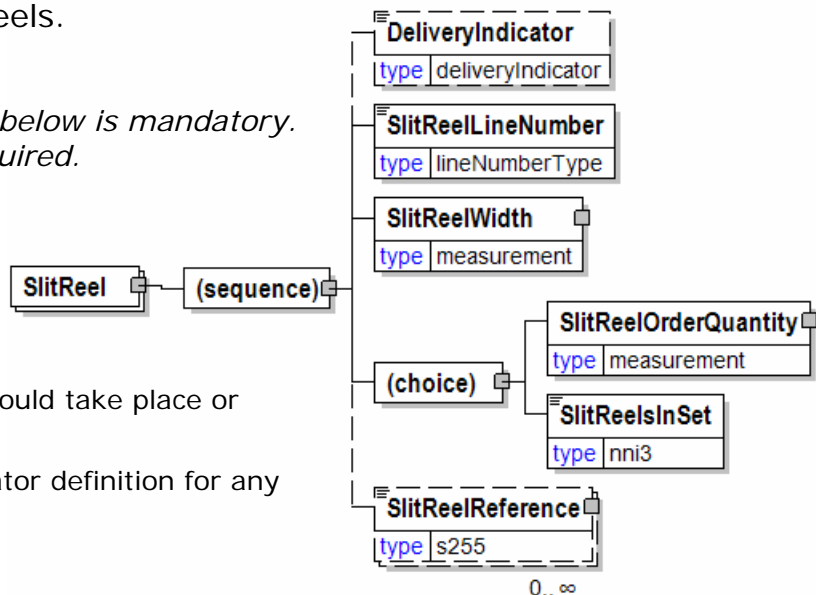 eels.
below is mandatory.
uired.
ould take place or
ator definition for any
SlitReel
(sequence)
DeliveryIndicator
type deliveryIndicator
SlitReelLineNumber
type lineNumberType
SlitReelWidth
type measurement
(choice)
SlitReelOrderQuantity
type measurement
SlitReelsInSet
type nni3
SlitReelReference
type s255
0..∞